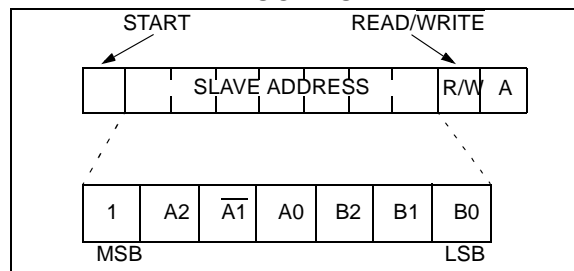 START READ/WRITE
SLAVE ADDRESS R/W A
1 A2 A1 A0 B2 B1 B0
MSB LSB